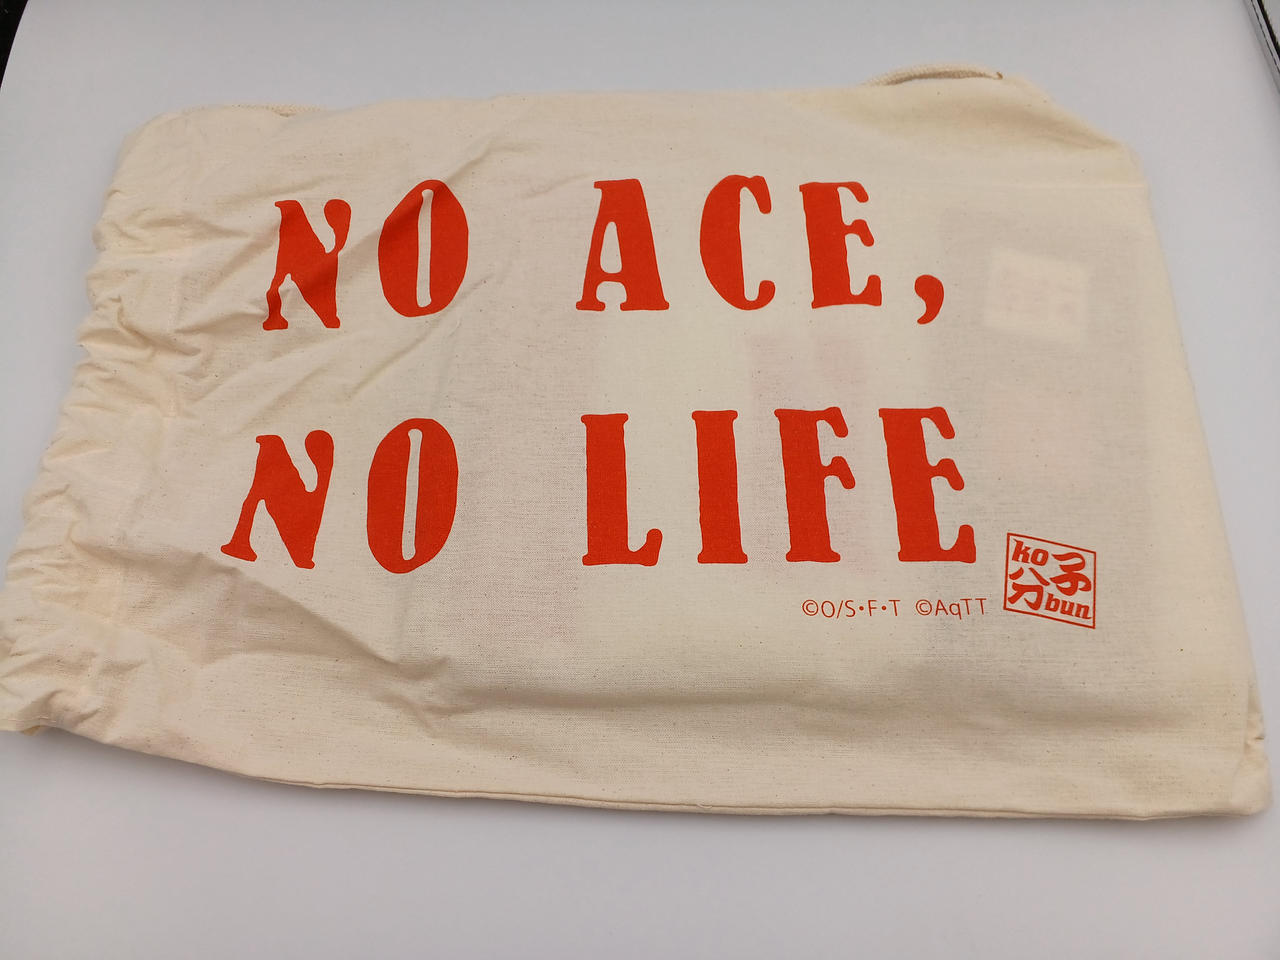 NO ACE,
NO LIFE
©O/S・F・T ©AqTT
ko子
分bun